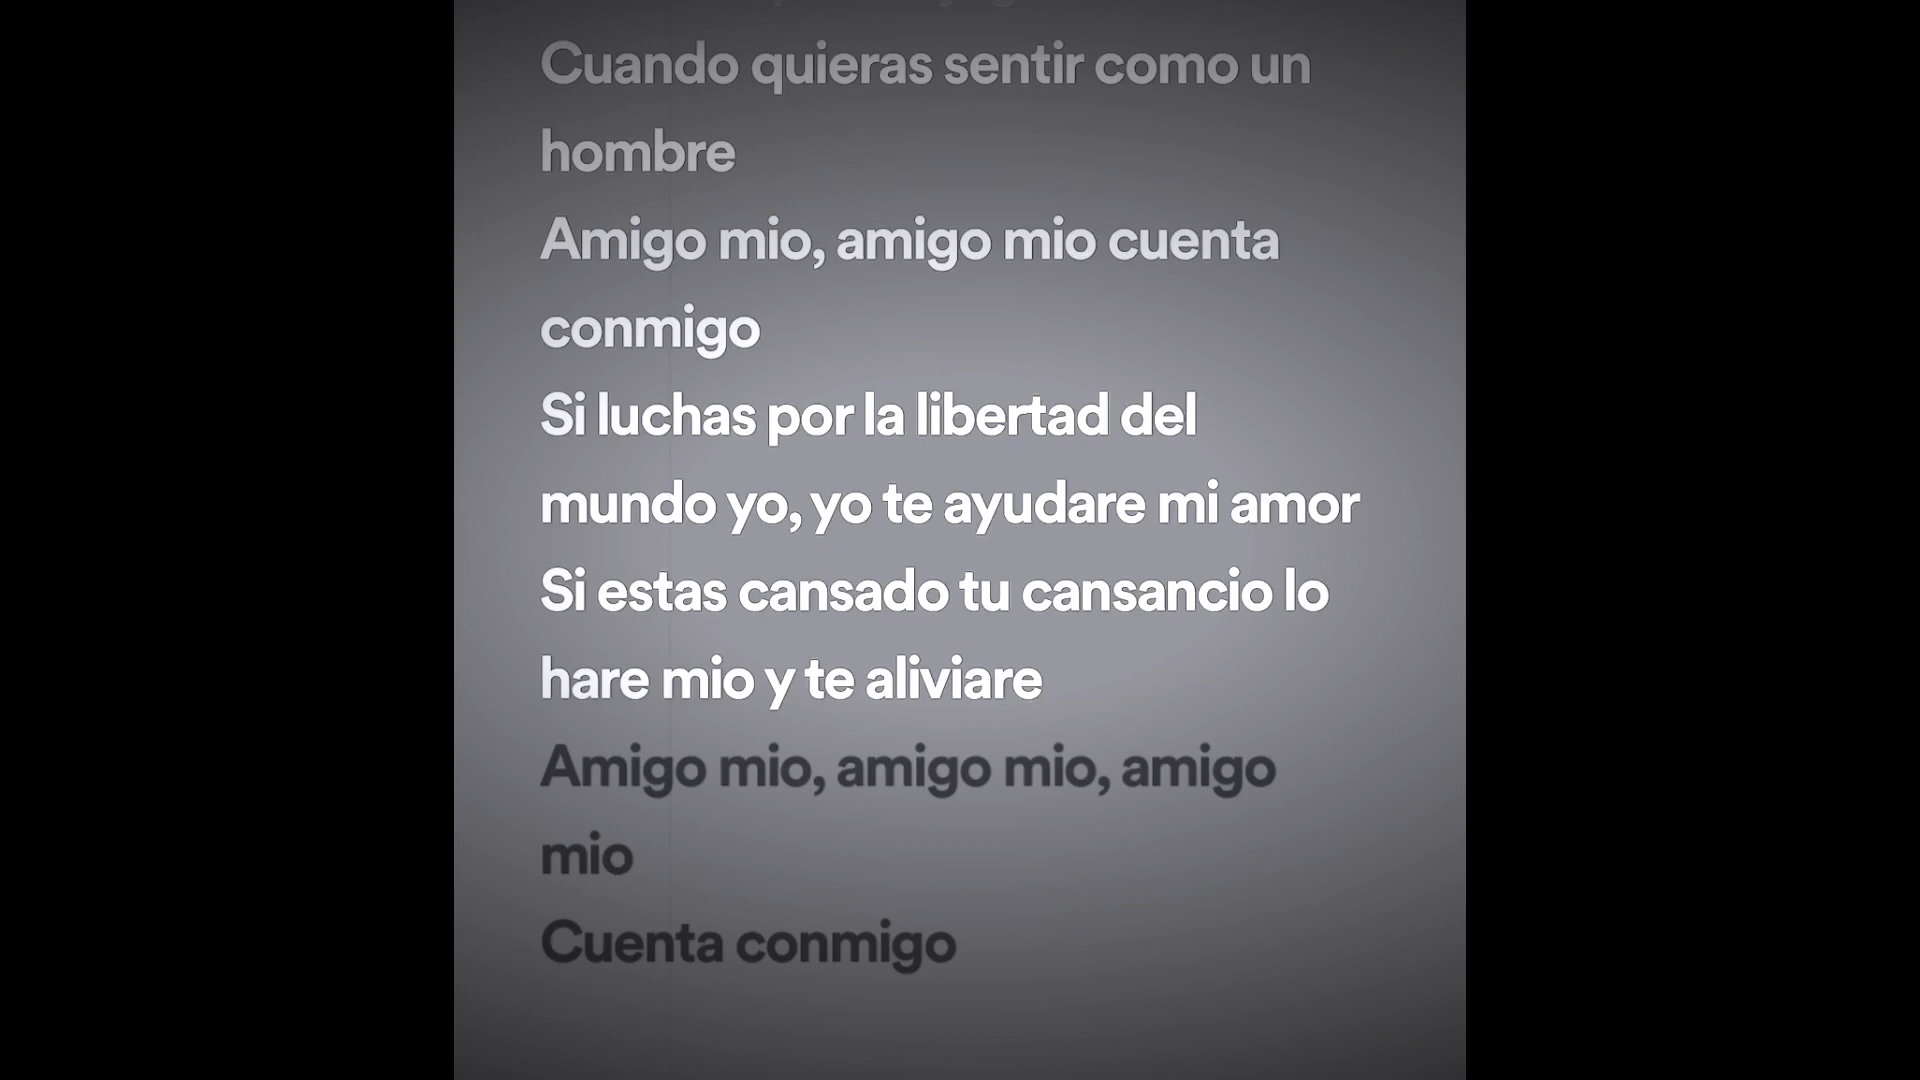 Cuando quieras sentir como un
hombre
Amigo mio, amigo mio cuenta
conmigo
Si luchas por la libertad del
mundo yo, yo te ayudare mi amor
Si estas cansado tu cansancio lo
hare mio y te aliviare
Amigo mio, amigo mio, amigo
mio
Cuenta conmigo